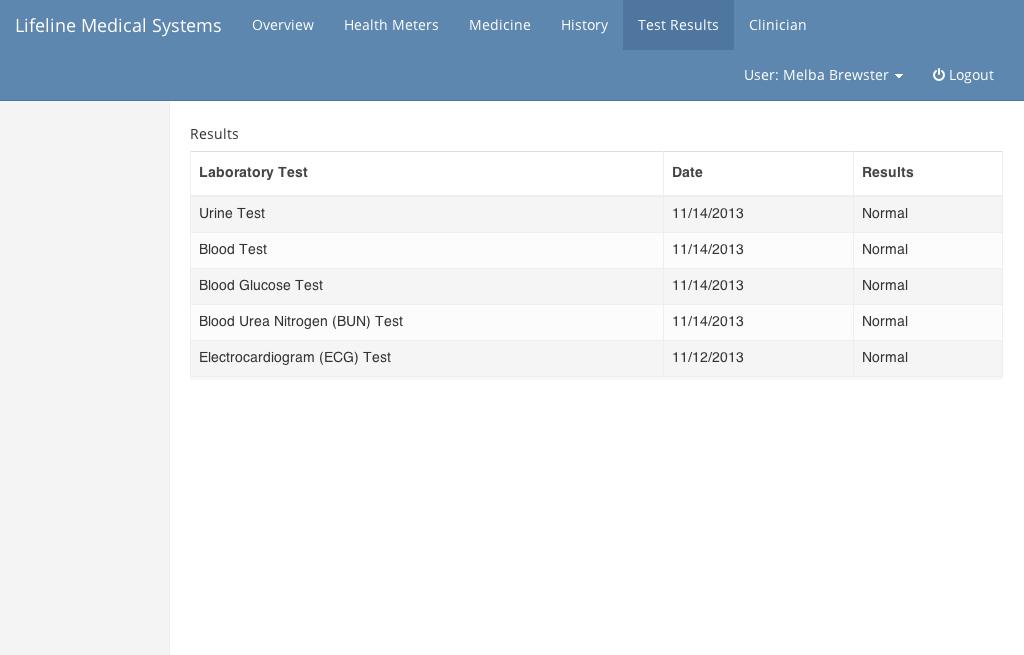 Lifeline Medical Systems Overview Health Meters Medicine History Test Results Clinician
User: Melba Brewster Logout
Results
Laboratory Test Date Results
Urine Test 11/14/2013 Normal
Blood Test 11/14/2013 Normal
Blood Glucose Test 11/14/2013 Normal
Blood Urea Nitrogen (BUN) Test 11/14/2013 Normal
Electrocardiogram (ECG) Test 11/12/2013 Normal